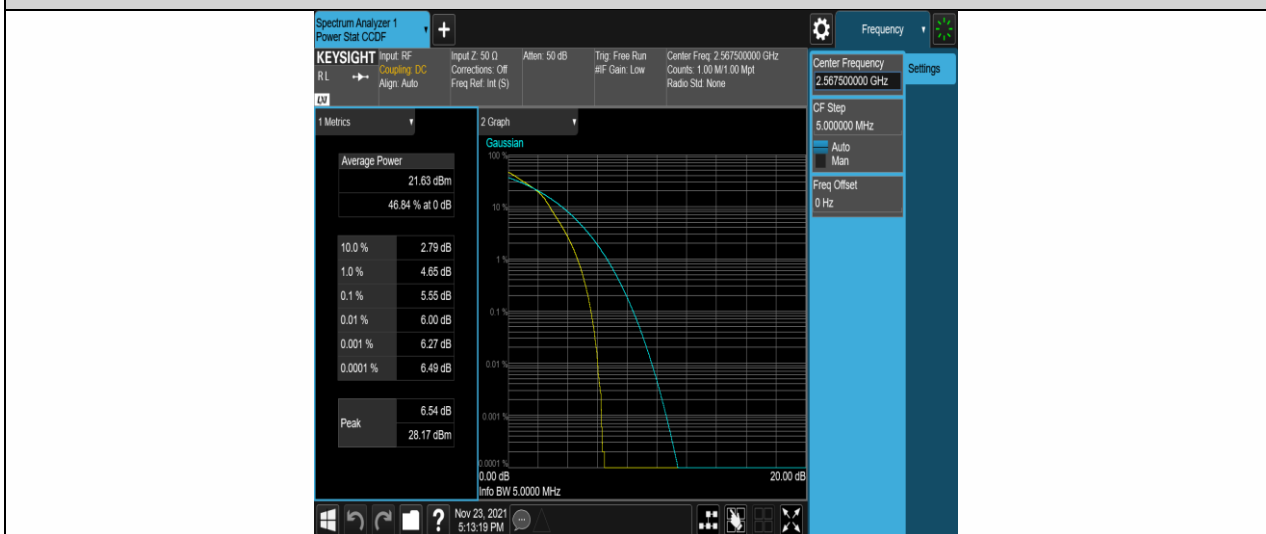 Spectrum Analyzer 1
Power Stat CCDF
Frequency
KEYSIGHT
Input: RF
Coupling: DC
Align: Auto
R L
LXI
Input Z: 50 Ω
Corrections: Off
Freq Ref: Int (S)
Atten: 50 dB
Trig: Free Run
#IF Gain: Low
Center Freq: 2.567500000 GHz
Counts: 1.00 M/1.00 Mpt
Radio Std: None
Center Frequency
2.567500000 GHz
Settings
CF Step
5.000000 MHz
Auto
Man
Freq Offset
0 Hz
1 Metrics
Average Power
21.63 dBm
46.84 % at 0 dB
10.0 % 2.79 dB
1.0 % 4.65 dB
0.1 % 5.55 dB
0.01 % 6.00 dB
0.001 % 6.27 dB
0.0001 % 6.49 dB
Peak
6.54 dB
28.17 dBm
2 Graph
Gaussian
100 %
10 %
1 %
0.1 %
0.01 %
0.001 %
0.0001 %
0.00 dB 20.00 dB
Info BW 5.0000 MHz
?
Nov 23, 2021
5:13:19 PM